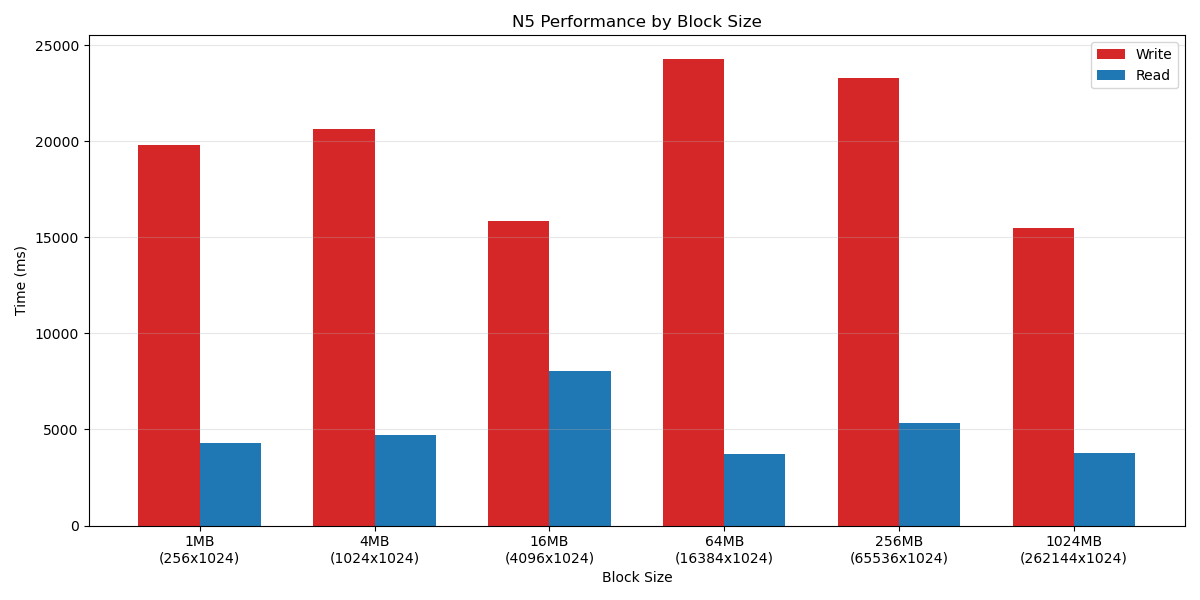 N5 Performance by Block Size
Write
Read
Time (ms)
25000
20000
15000
10000
5000
0
1MB
(256x1024)
4MB
(1024x1024)
16MB
(4096x1024)
64MB
(16384x1024)
256MB
(65536x1024)
1024MB
(262144x1024)
Block Size